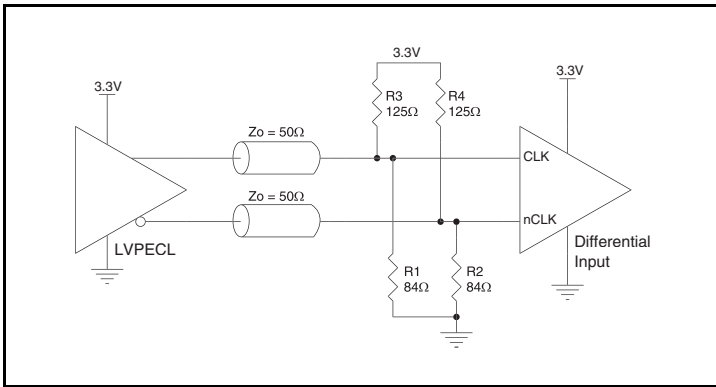 3.3V
3.3V
3.3V
R3
125Ω
R4
125Ω
Zo = 50Ω
CLK
Zo = 50Ω
nCLK
LVPECL
Differential
Input
R1
84Ω
R2
84Ω